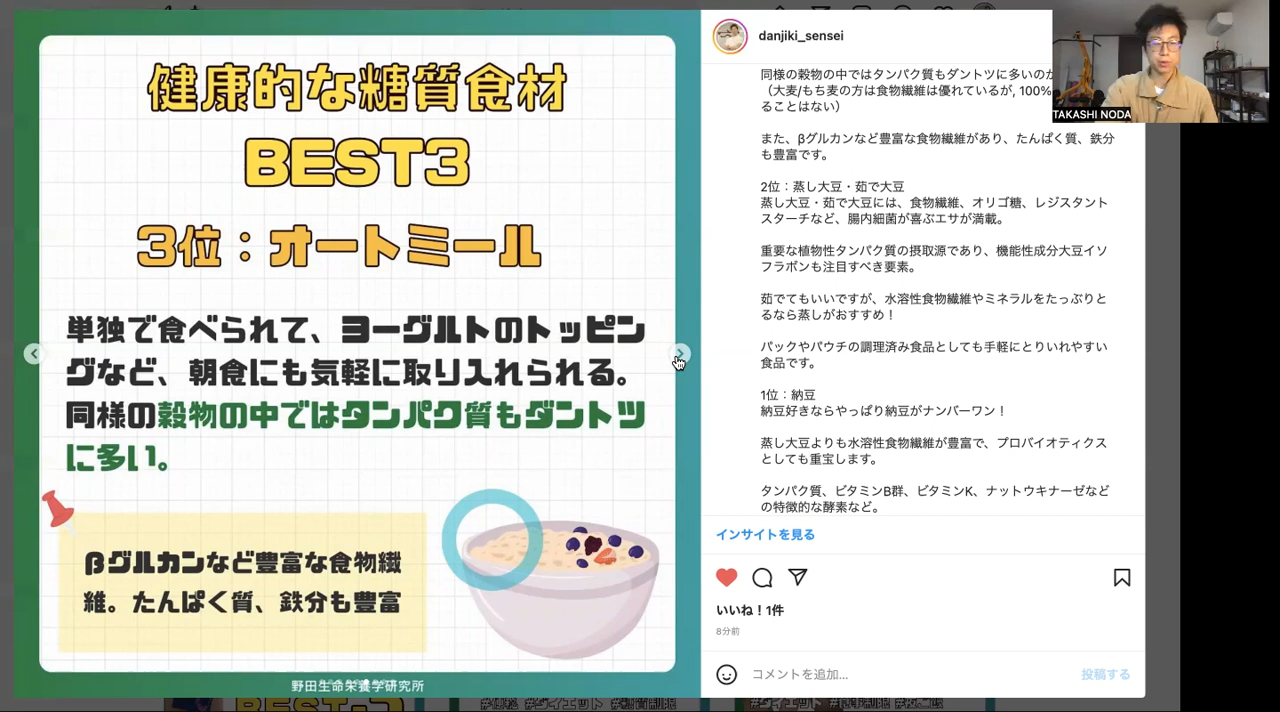 健康的な糖質食材
BEST3
3位：オートミール
単独で食べられて、ヨーグルトのトッピン
グなど、朝食にも気軽に取り入れられる。
同様の穀物の中ではタンパク質もダントツ
に多い。
βグルカンなど豊富な食物繊
維。たんぱく質、鉄分も豊富
野田生命栄養学研究所
danjiki_sensei
TAKASHI NODA
同様の穀物の中ではタンパク質もダントツに多いのが
（大麦/もち麦の方は食物繊維は優れているが, 100%
ることはない）
また、βグルカンなど豊富な食物繊維があり、たんぱく質、鉄分
も豊富です。
2位：蒸し大豆・茹で大豆
蒸し大豆・茹で大豆には、食物繊維、オリゴ糖、レジスタント
スターチなど、腸内細菌が喜ぶエサが満載。
重要な植物性タンパク質の摂取源であり、機能性成分大豆イソ
フラボンも注目すべき要素。
茹でてもいいですが、水溶性食物繊維やミネラルをたっぷりと
るなら蒸しがおすすめ！
パックやパウチの調理済み食品としても手軽にとりいれやすい
食品です。
1位：納豆
納豆好きならやっぱり納豆がナンバーワン！
蒸し大豆よりも水溶性食物繊維が豊富で、プロバイオティクス
としても重宝します。
タンパク質、ビタミンB群、ビタミンK、ナットウキナーゼなど
の特徴的な酵素など。
インサイトを見る
いいね！1件
8分前
コメントを追加...
投稿する